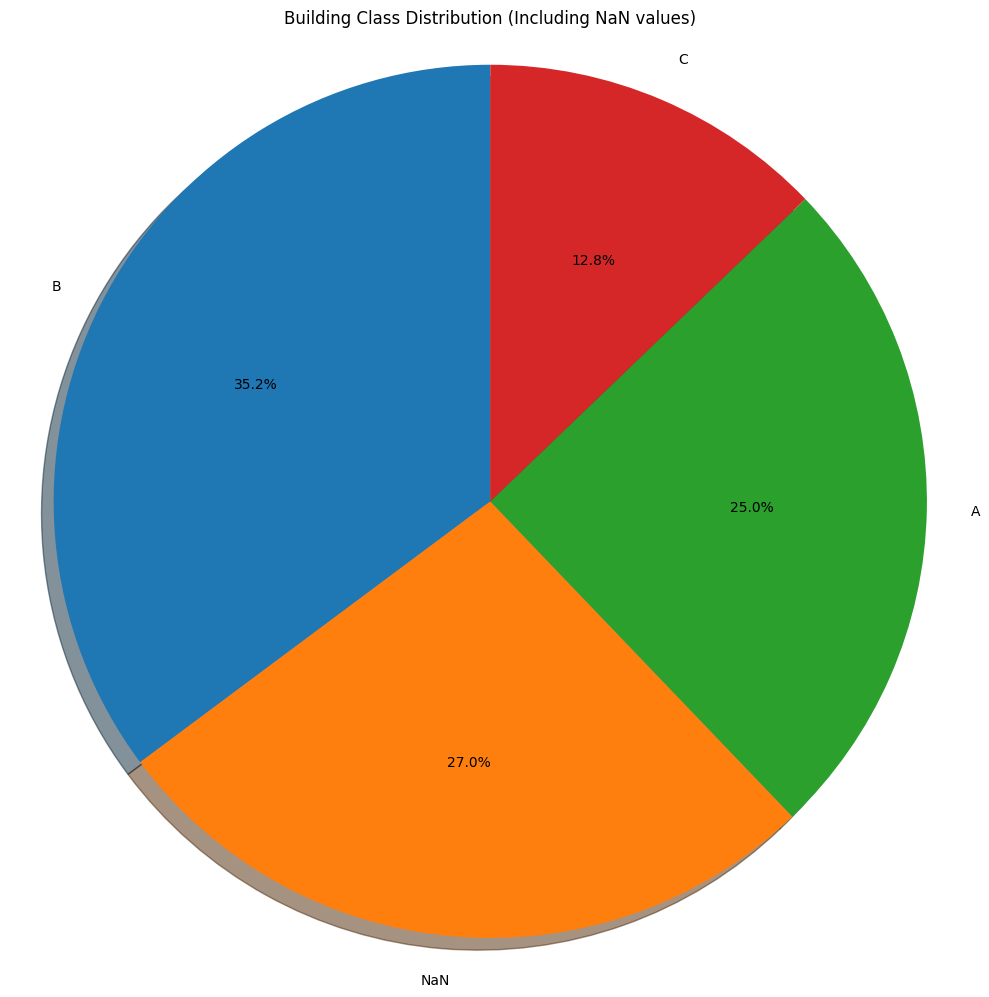 Building Class Distribution (Including NaN values)
C
12.8%
B
35.2%
25.0%
A
27.0%
NaN